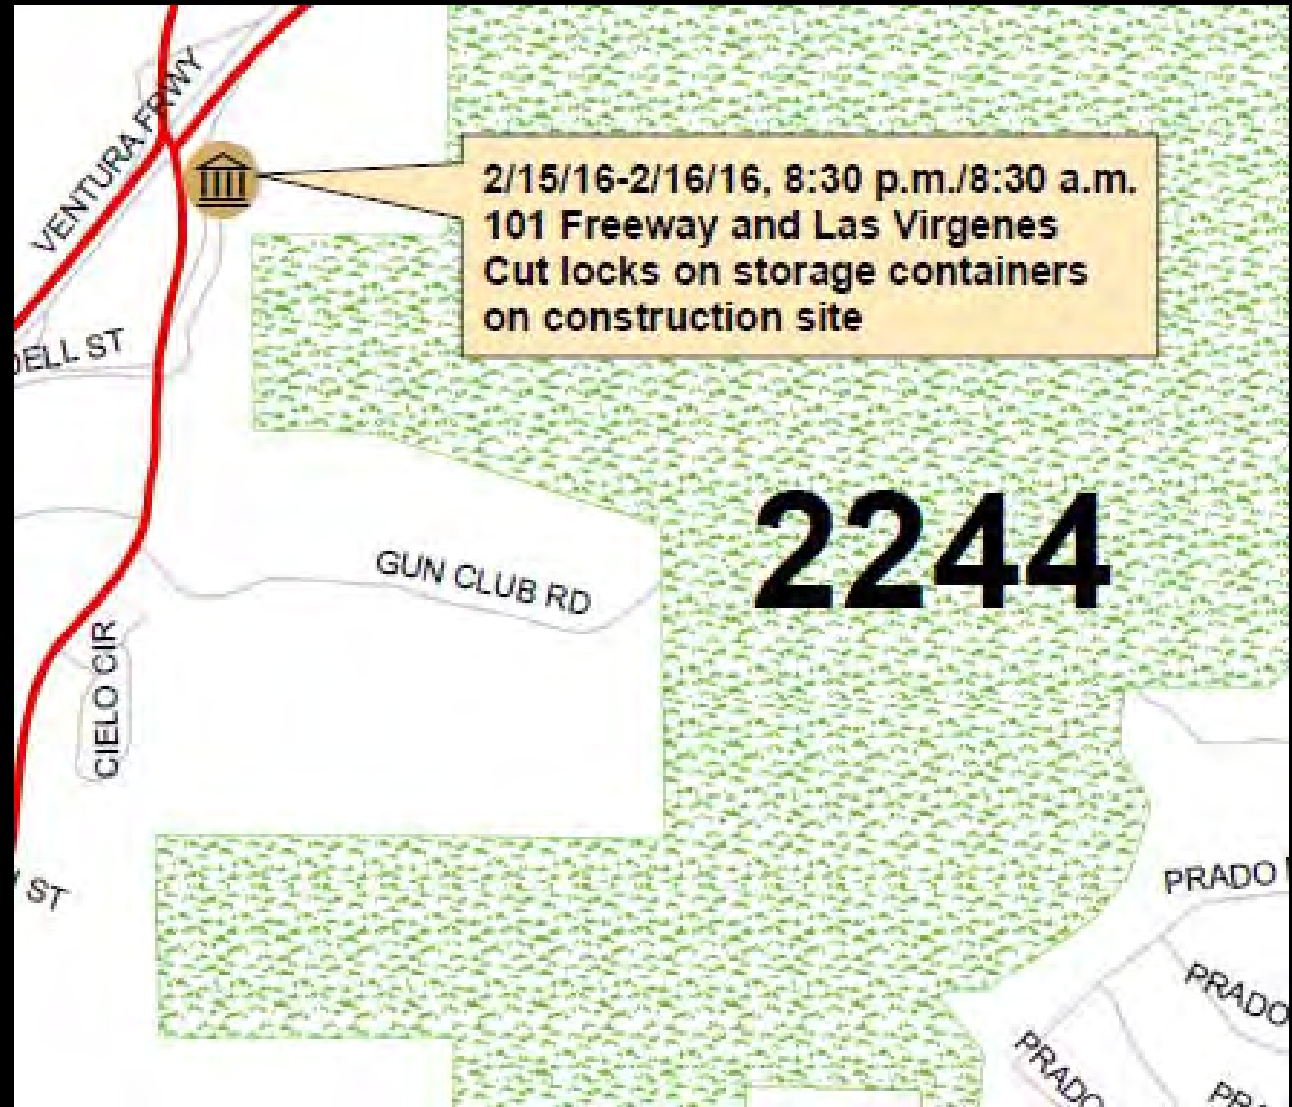 VENTURA FRWY
2/15/16-2/16/16, 8:30 p.m./8:30 a.m.
101 Freeway and Las Virgenes
Cut locks on storage containers
on construction site
DELL ST
2244
GUN CLUB RD
CIELO CIR
ST
PRADO
PRADO
PRADO